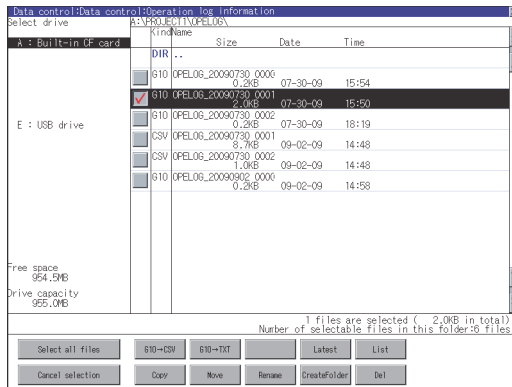 Data control:Data control:Operation log information
Select drive
A:\PROJECT1\OPELOG\
Kind Name
Size Date Time
A : Built-in CF card
DIR ..
G10 OPELOG_20090730_0000
0.2KB 07-30-09 15:54
G10 OPELOG_20090730_0001
2.0KB 07-30-09 15:50
G10 OPELOG_20090730_0002
0.2KB 07-30-09 18:19
E : USB drive
CSV OPELOG_20090730_0001
8.7KB 09-02-09 14:48
CSV OPELOG_20090730_0002
1.0KB 09-02-09 14:48
G10 OPELOG_20090902_0000
0.2KB 09-02-09 14:58
Free space
954.5MB
Drive capacity
955.0MB
1 files are selected ( 2.0KB in total)
Number of selectable files in this folder:6 files
Select all files G10→CSV G10→TXT Latest List
Cancel selection Copy Move Rename CreateFolder Del